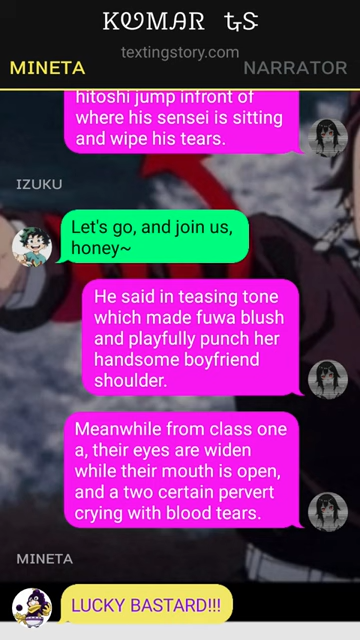 KUMAR TS
textingstory.com
MINETA NARRATOR
hitoshi jump infront of
where his sensei is sitting
and wipe his tears.
IZUKU
Let's go, and join us,
honey~
He said in teasing tone
which made fuwa blush
and playfully punch her
handsome boyfriend
shoulder.
Meanwhile from class one
a, their eyes are widen
while their mouth is open,
and a two certain pervert
crying with blood tears.
MINETA
LUCKY BASTARD!!!